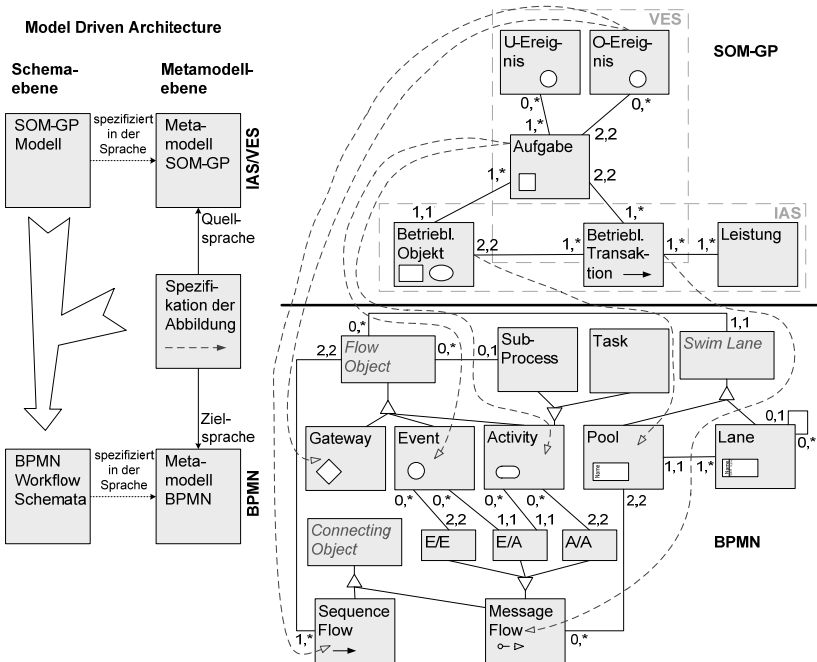 Model Driven Architecture
Schema-
ebene
Metamodell-
ebene
SOM-GP
Modell
spezifiziert
in der
Sprache
Meta-
modell
SOM-GP
IAS/VES
Quell-
sprache
Spezifi-
kation der
Abbildung
Ziel-
sprache
BPMN
Workflow
Schemata
spezifiziert
in der
Sprache
Meta-
modell
BPMN
BPMN
VES
SOM-GP
U-Ereig-
nis
O-Ereig-
nis
0,*
0,*
1,*
2,2
Aufgabe
1,*
2,2
1,1
1,*
IAS
Betriebl.
Objekt
2,2
1,*
Betriebl.
Transak-
tion
1,*
1,*
Leistung
0,*
1,1
2,2
Flow
Object
0,*
0,1
Sub-
Process
Task
Swim Lane
Gateway
Event
Activity
Pool
Name
1,1
1,*
Lane
Name
0,1
0,*
0,*
0,*
0,*
0,*
2,2
2,2
1,1
1,1
2,2
E/E
E/A
A/A
Connecting
Object
BPMN
Sequence
Flow
1,*
Message
Flow
0,*